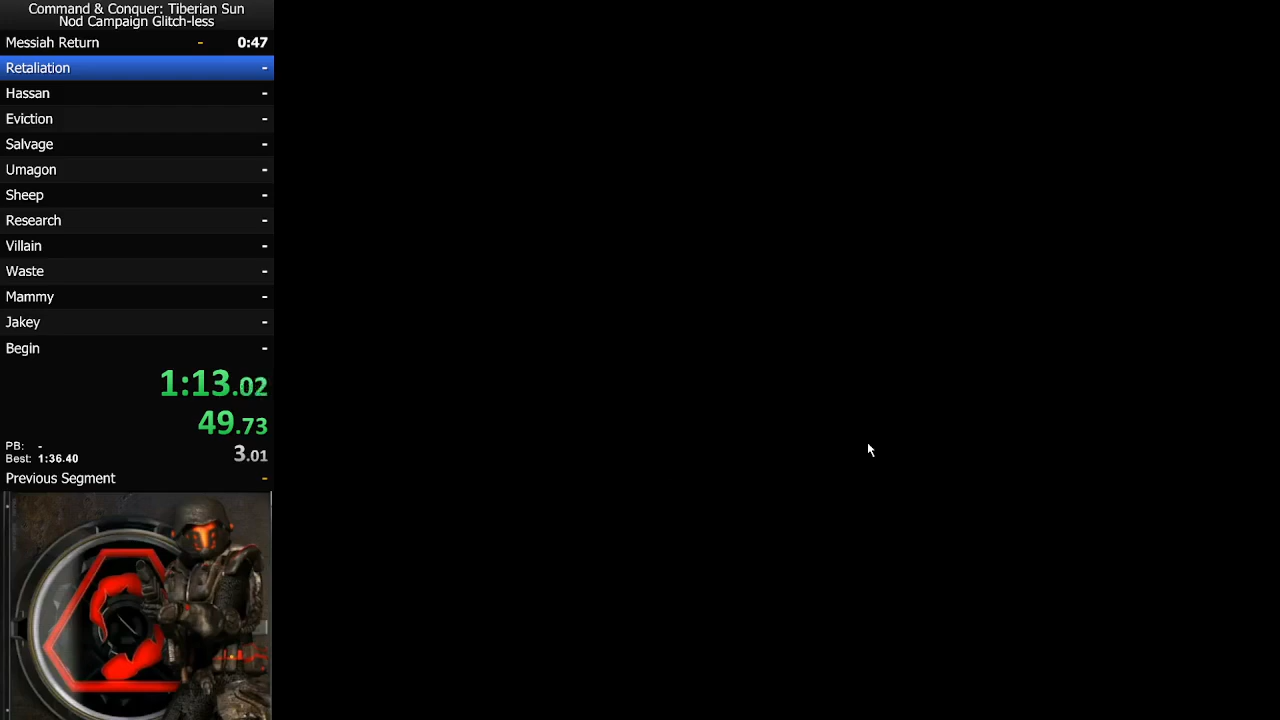 Command & Conquer: Tiberian Sun
Nod Campaign Glitch-less
Messiah Return - 0:47
Retaliation -
Hassan -
Eviction -
Salvage -
Umagon -
Sheep -
Research -
Villain -
Waste -
Mammy -
Jakey -
Begin -
1:13.02
49.73
PB: -
Best: 1:36.40 3.01
Previous Segment -